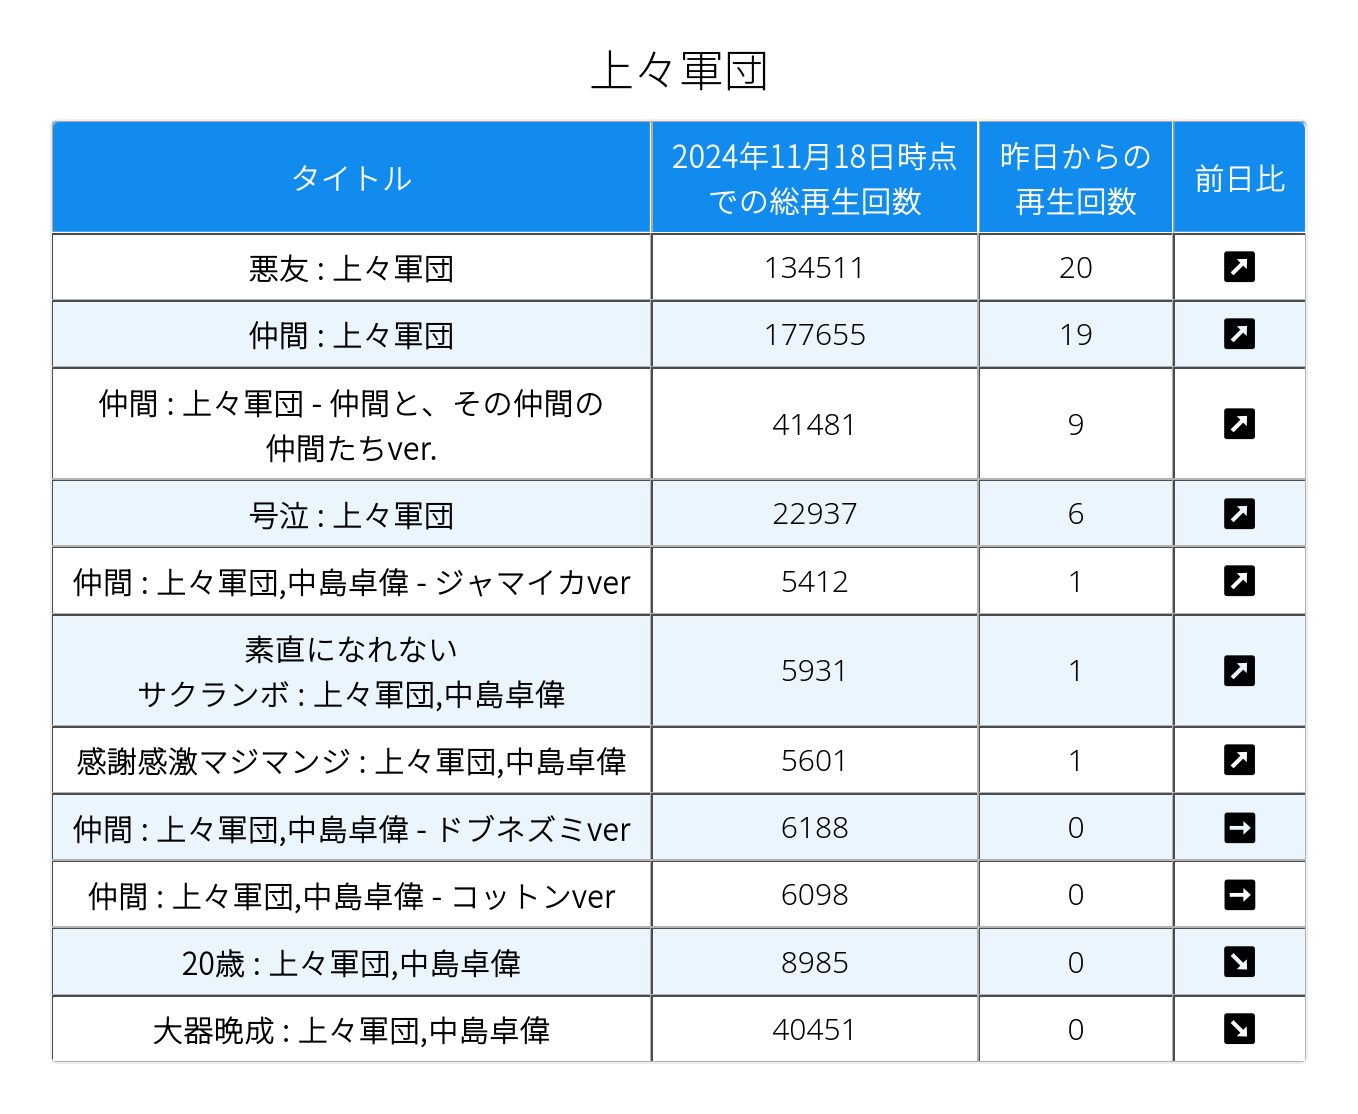 上々軍団
タイトル
2024年11月18日時点
での総再生回数
昨日からの
再生回数
前日比
悪友 : 上々軍団
134511
20
仲間 : 上々軍団
177655
19
仲間 : 上々軍団 - 仲間と、その仲間の
仲間たちver.
41481
9
号泣 : 上々軍団
22937
6
仲間 : 上々軍団,中島卓偉 - ジャマイカver
5412
1
素直になれない
サクランボ : 上々軍団,中島卓偉
5931
1
感謝感激マジマンジ : 上々軍団,中島卓偉
5601
1
仲間 : 上々軍団,中島卓偉 - ドブネズミver
6188
0
仲間 : 上々軍団,中島卓偉 - コットンver
6098
0
20歳 : 上々軍団,中島卓偉
8985
0
大器晩成 : 上々軍団,中島卓偉
40451
0